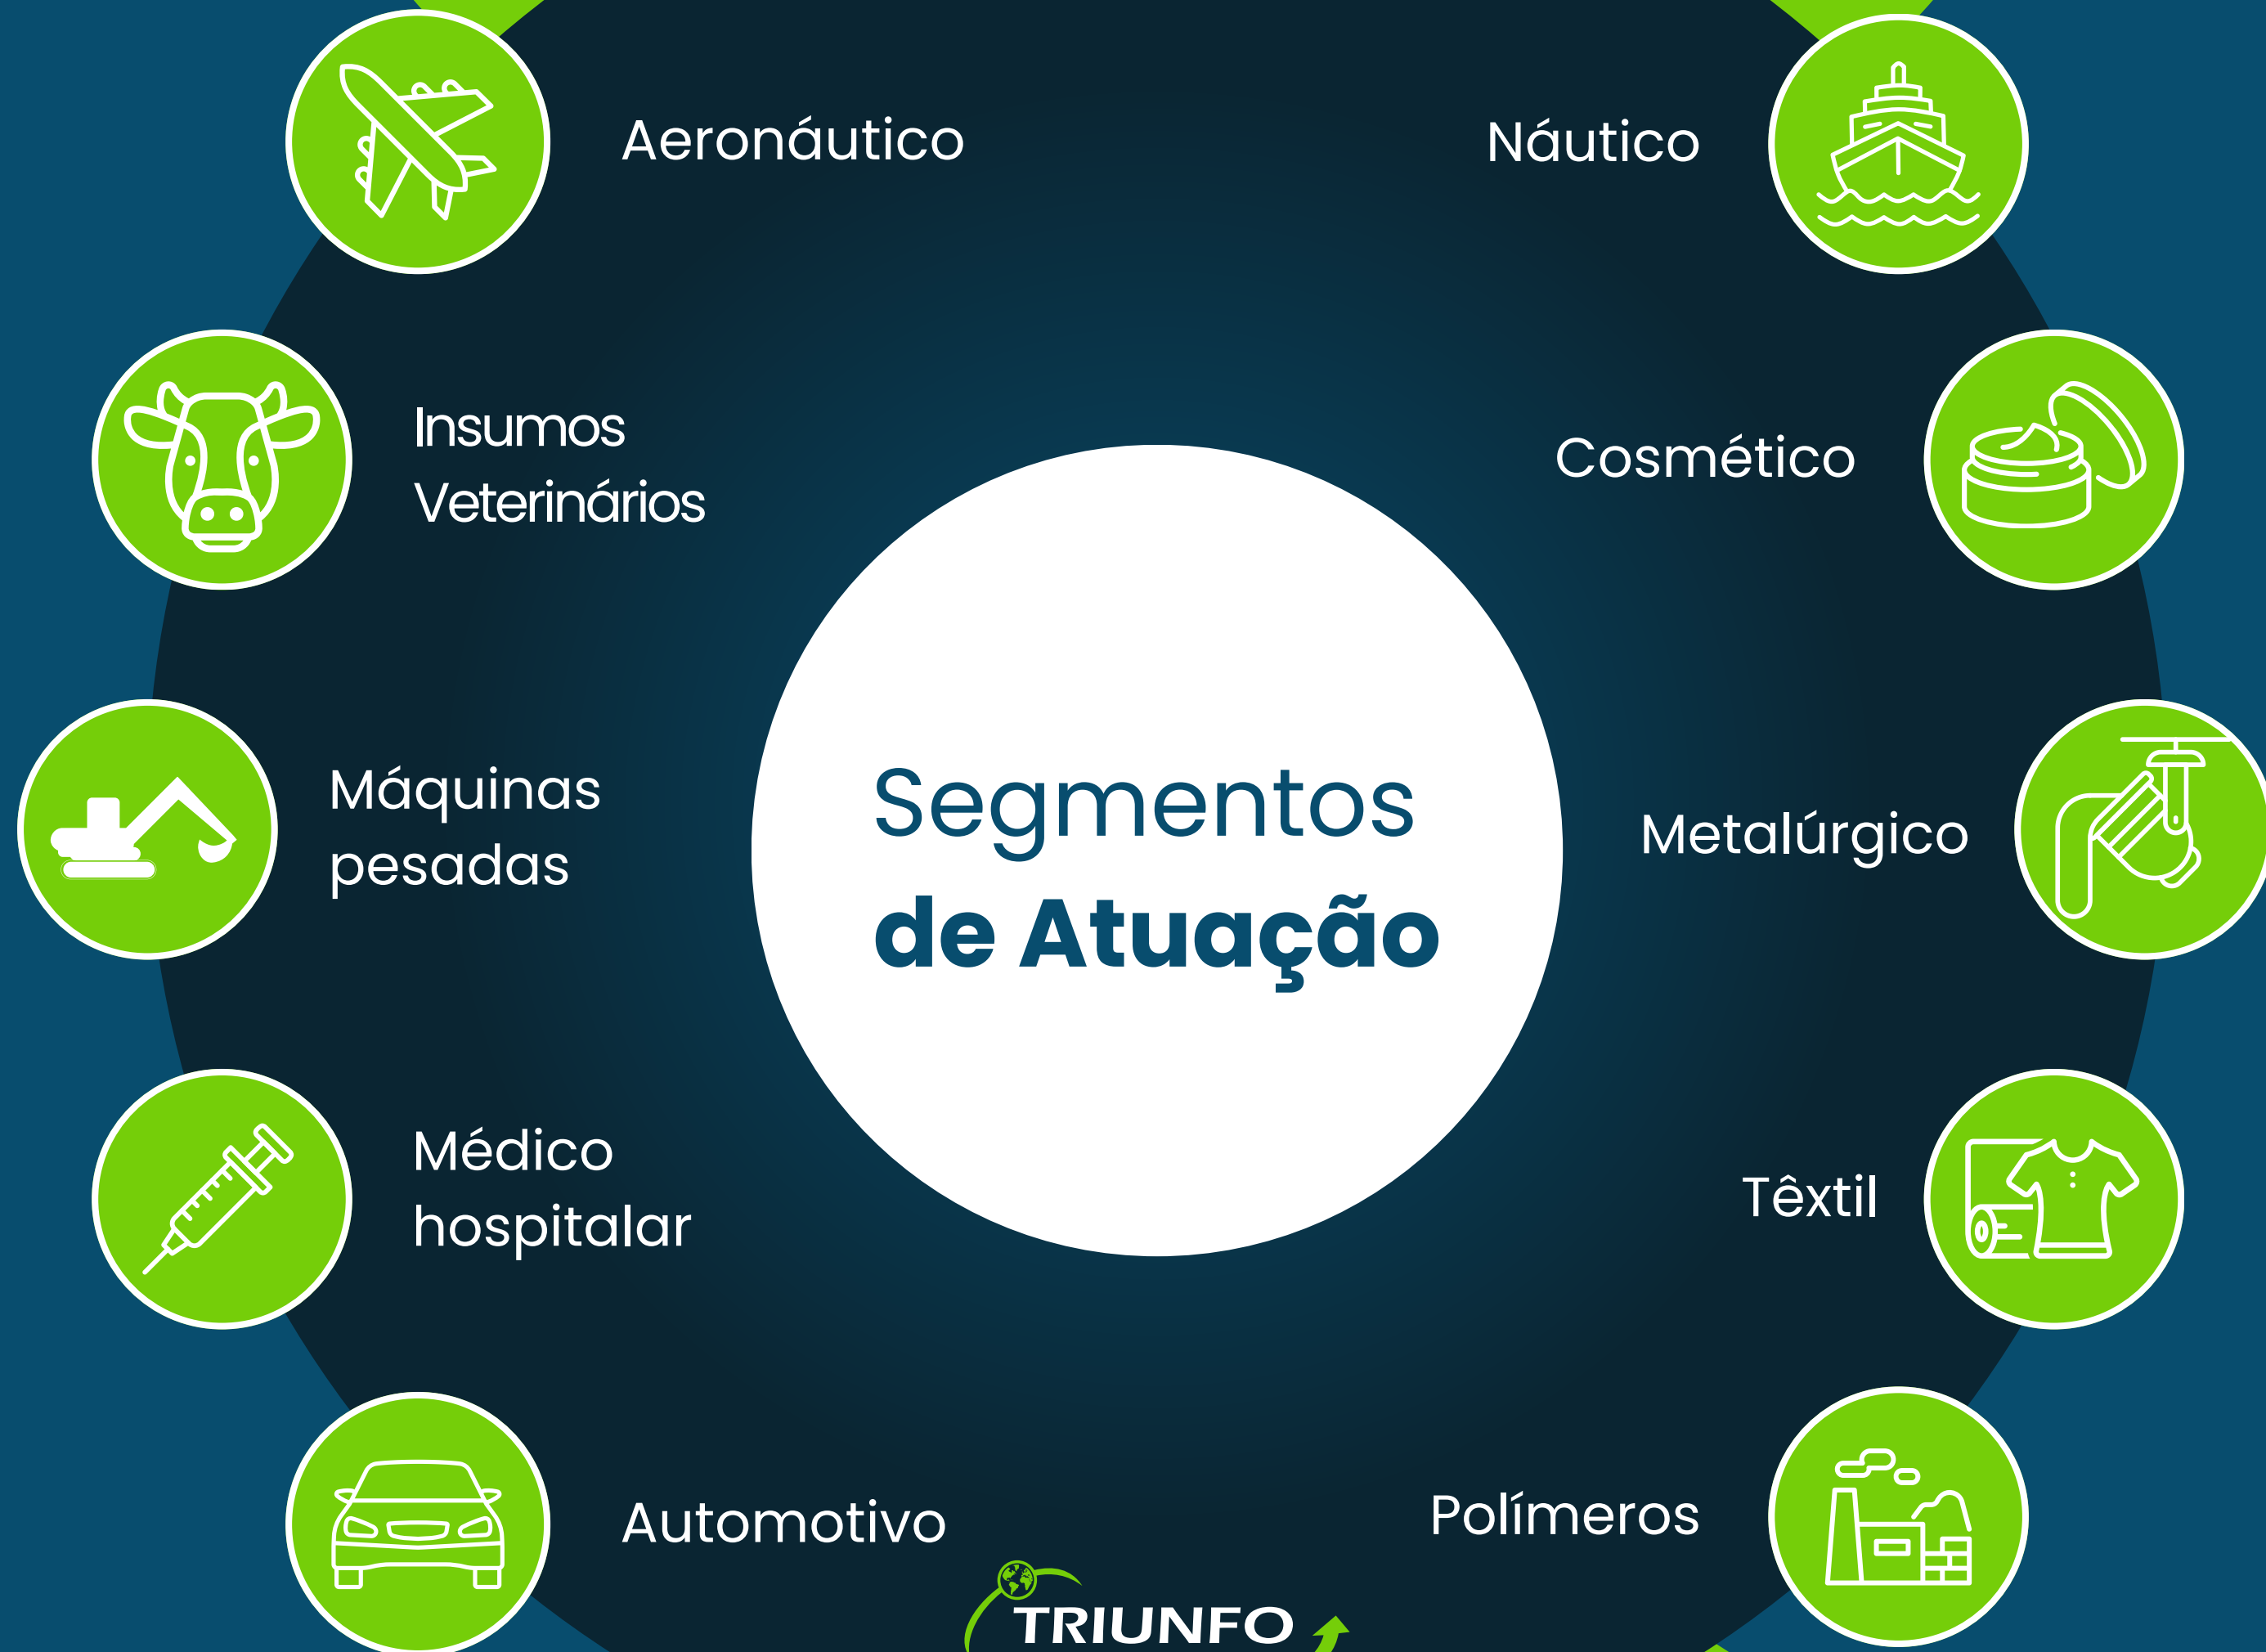 Aeronáutico
Insumos
Veterinários
Máquinas
pesadas
Médico
hospitalar
Automotivo
Segmentos
de Atuação
Náutico
Cosmético
Metalúrgico
Têxtil
Polímeros
TRIUNFO